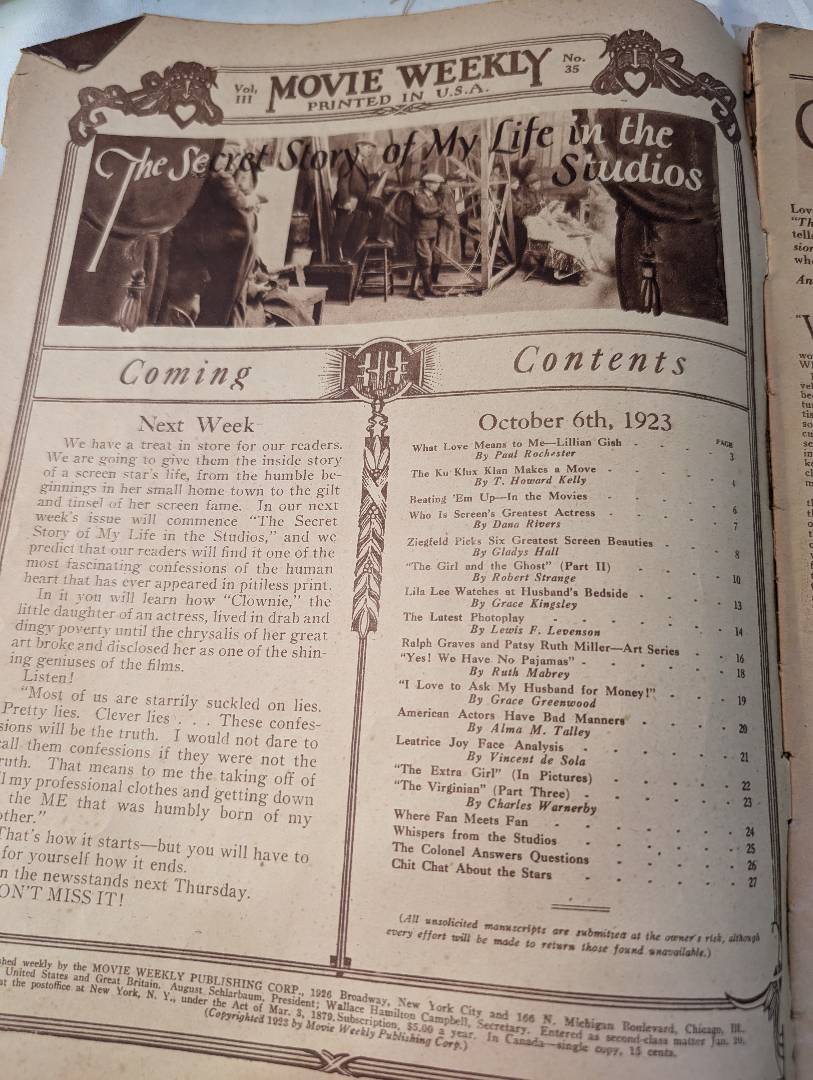 Vol. III
MOVIE WEEKLY
PRINTED IN U.S.A.
No. 35
The Secret Story of My Life in the
Studios
Coming
Next Week
We have a treat in store for our readers.
We are going to give them the inside story
of a screen star's life, from the humble be-
ginnings in her small home town to the gilt
and tinsel of her screen fame. In our next
week's issue will commence "The Secret
Story of My Life in the Studios," and we
predict that our readers will find it one of the
most fascinating confessions of the human
heart that has ever appeared in pitiless print.
In it you will learn how "Clownie," the
little daughter of an actress, lived in drab and
dingy poverty until the chrysalis of her great
art broke and disclosed her as one of the shin-
ing geniuses of the films.
Listen!
"Most of us are starrily suckled on lies.
Pretty lies. Clever lies . . . These confes-
sions will be the truth. I would not dare to
all them confessions if they were not the
ruth. That means to me the taking off of
l my professional clothes and getting down
the ME that was humbly born of my
other."
That's how it starts—but you will have to
for yourself how it ends.
n the newsstands next Thursday.
ON'T MISS IT!
Contents
October 6th, 1923
PAGE
What Love Means to Me—Lillian Gish - - - 3
By Paul Rochester
The Ku Klux Klan Makes a Move - - - 4
By T. Howard Kelly
Beating 'Em Up—In the Movies - - - 6
Who Is Screen's Greatest Actress - - - 7
By Dana Rivers
Ziegfeld Picks Six Greatest Screen Beauties - - 8
By Gladys Hall
"The Girl and the Ghost" (Part II) - - - 10
By Robert Strange
Lila Lee Watches at Husband's Bedside - - - 13
By Grace Kingsley
The Latest Photoplay - - - - 14
By Lewis F. Levenson
Ralph Graves and Patsy Ruth Miller—Art Series - - 16
"Yes! We Have No Pajamas" - - - - 18
By Ruth Mabrey
"I Love to Ask My Husband for Money!" - - - 19
By Grace Greenwood
American Actors Have Bad Manners - - - 20
By Alma M. Talley
Leatrice Joy Face Analysis - - - - 21
By Vincent de Sola
"The Extra Girl" (In Pictures) - - - - 22
"The Virginian" (Part Three) - - - - 23
By Charles Warnerby
Where Fan Meets Fan - - - - 24
Whispers from the Studios - - - - 25
The Colonel Answers Questions - - - - 26
Chit Chat About the Stars - - - - 27
(All unsolicited manuscripts are submitted at the owner's risk, although
every effort will be made to return those found unavailable.)
shed weekly by the MOVIE WEEKLY PUBLISHING CORP., 1926 Broadway, New York City and 166 N. Michigan Boulevard, Chicago, Ill.
United States and Great Britain. August Schlarbaum, President; Wallace Hamilton Campbell, Secretary. Entered as second-class matter Jan. 20,
at the postoffice at New York, N. Y., under the Act of Mar. 3, 1879. Subscription, $5.00 a year. In Canada—single copy, 15 cents.
(Copyrighted 1923 by Movie Weekly Publishing Corp.)
Lov
"Th
tell
sion
wh
An